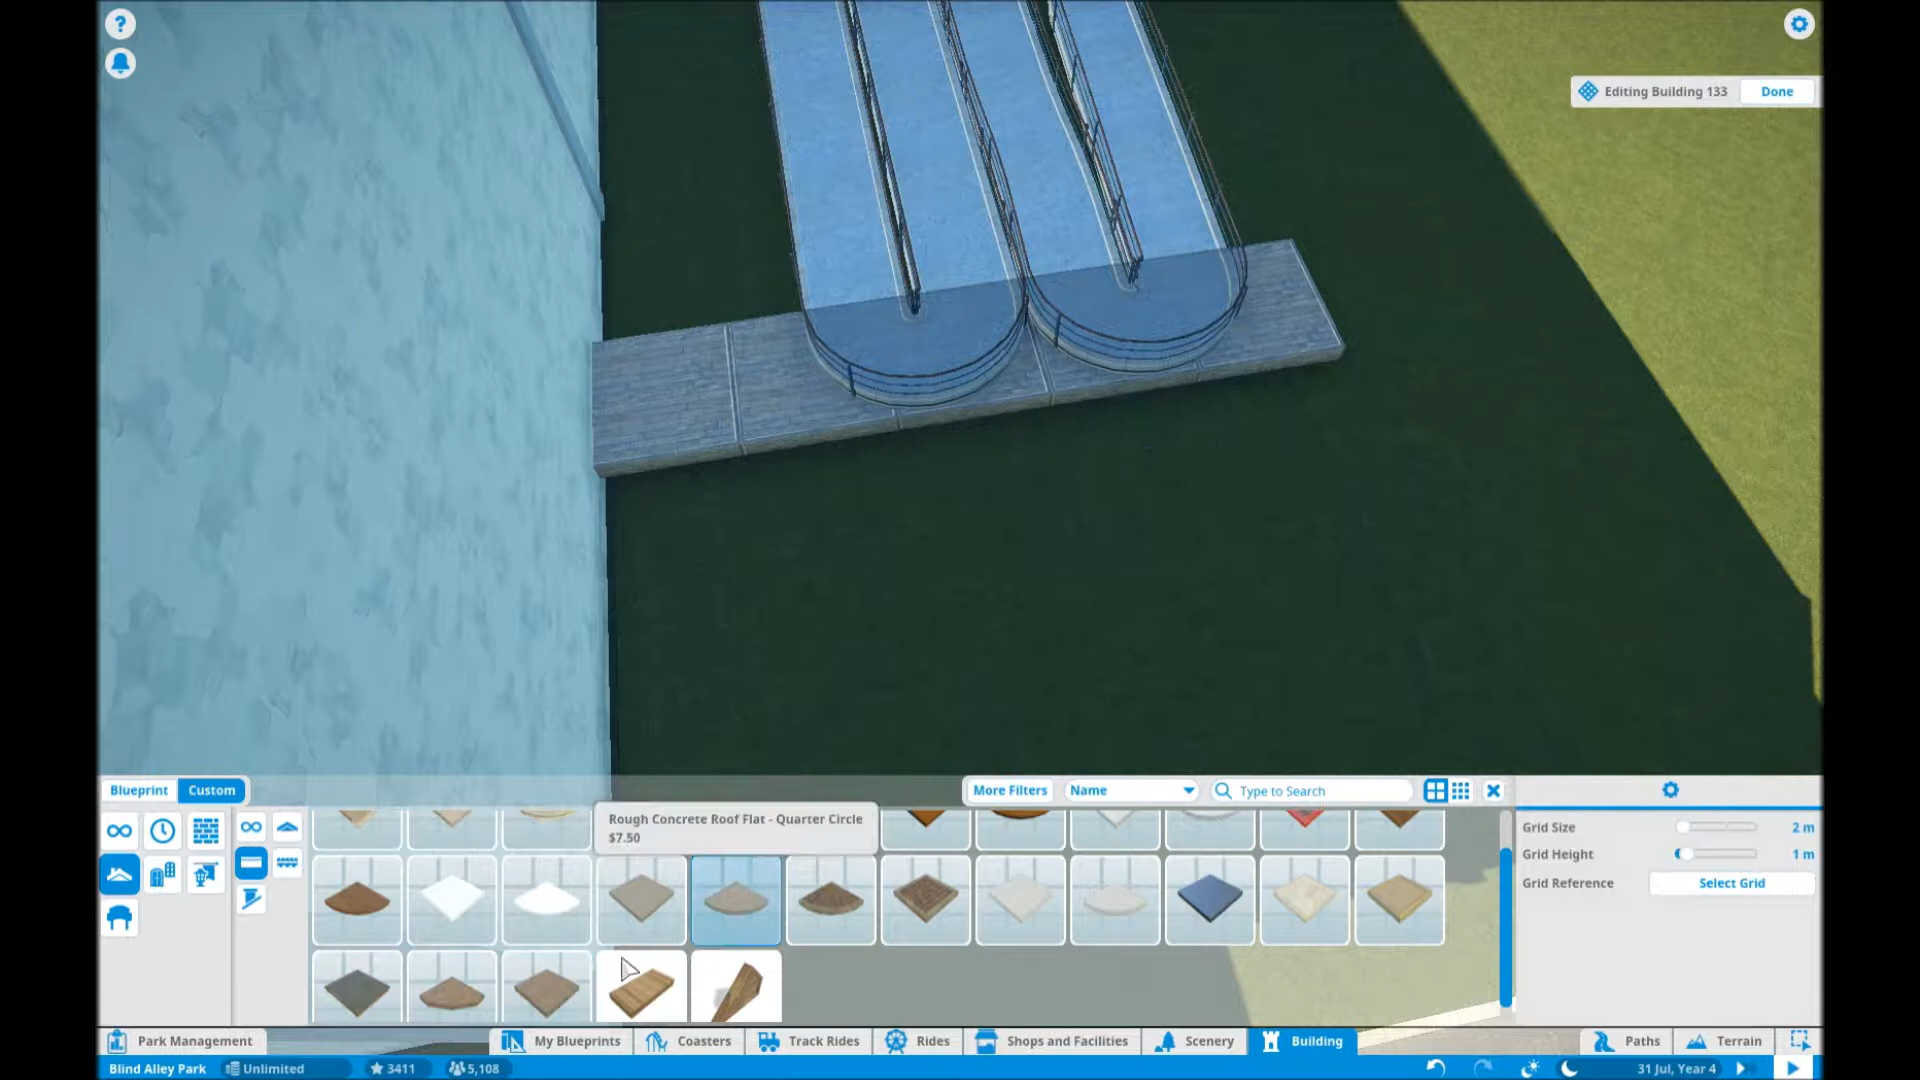 ?
Editing Building 133 Done
Blueprint Custom
More Filters Name Type to Search
Rough Concrete Roof Flat - Quarter Circle
$7.50
Grid Size 2 m
Grid Height 1 m
Grid Reference Select Grid
Park Management My Blueprints Coasters Track Rides Rides Shops and Facilities Scenery Building Paths Terrain
Blind Alley Park Unlimited 3411 5,108 31 Jul, Year 4